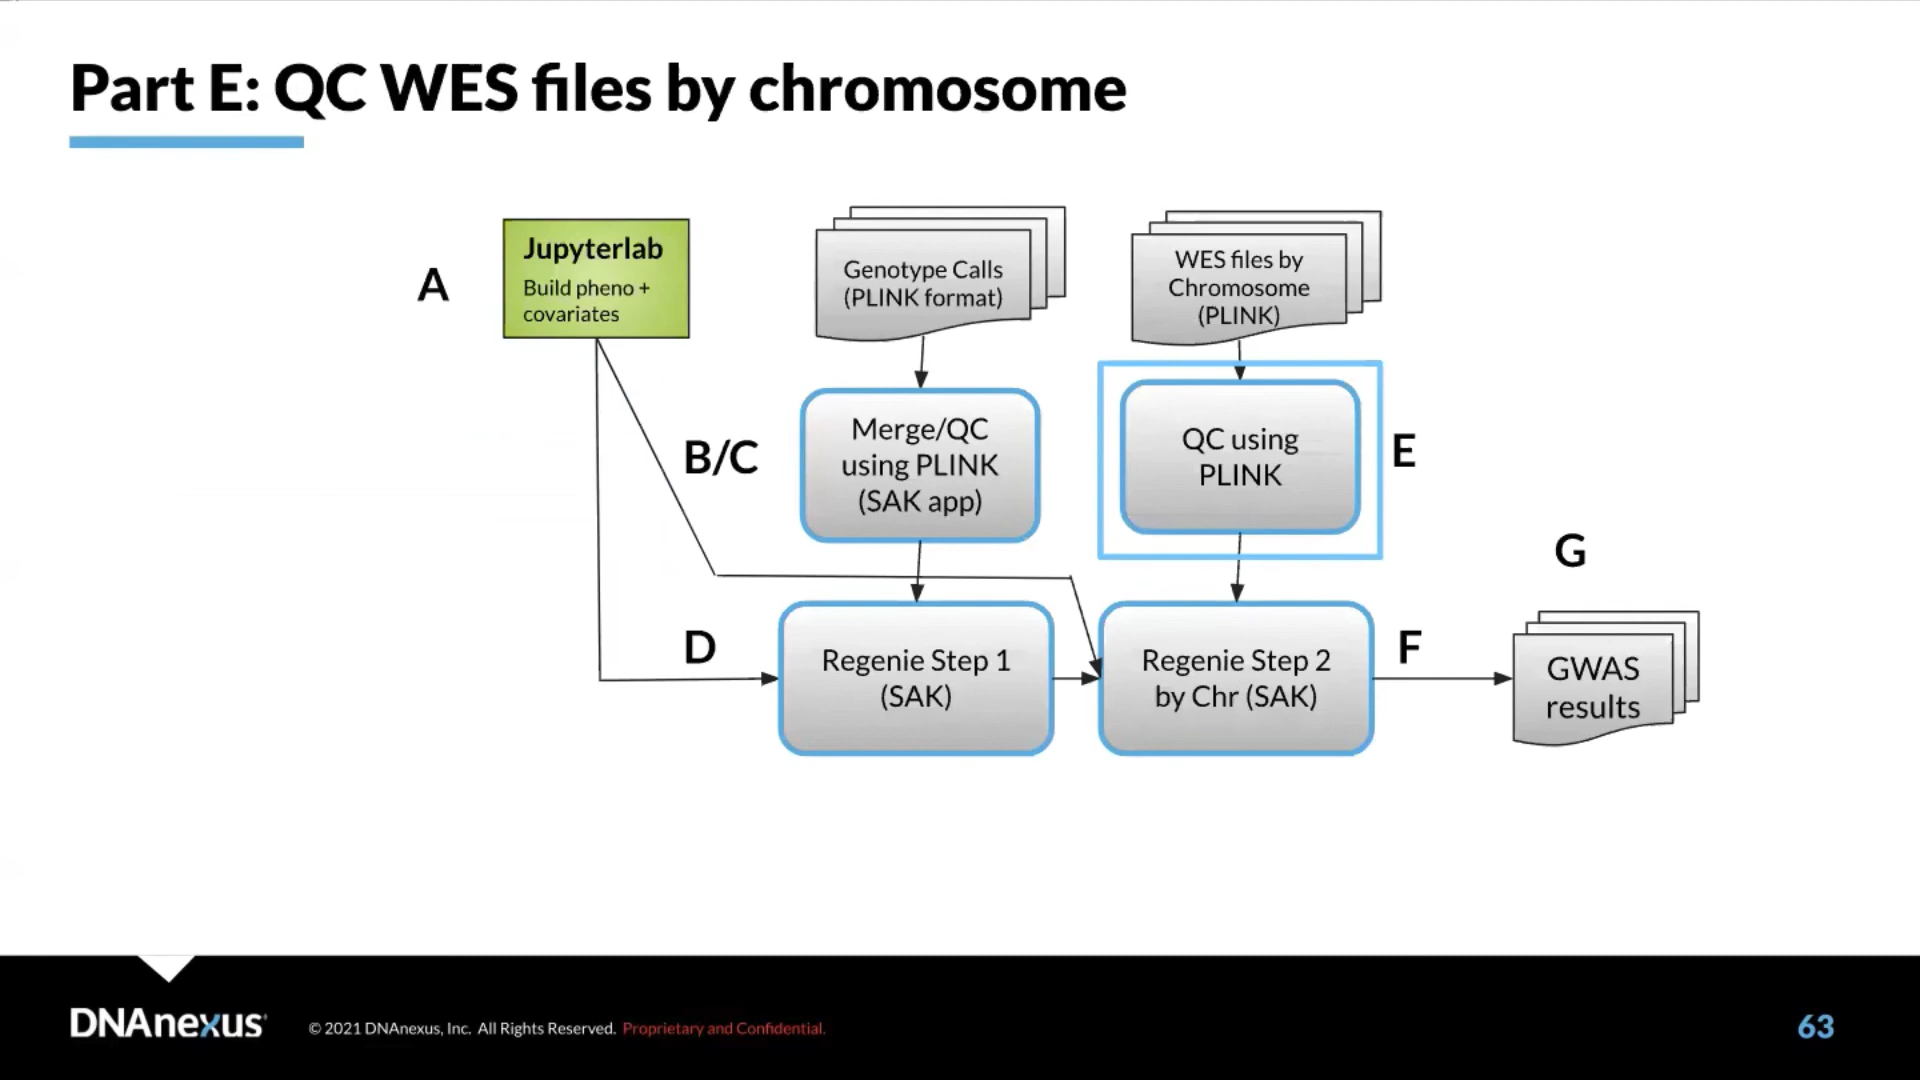 Part E: QC WES files by chromosome
A
Jupyterlab
Build pheno +
covariates
Genotype Calls
(PLINK format)
WES files by
Chromosome
(PLINK)
B/C
Merge/QC
using PLINK
(SAK app)
QC using
PLINK
E
D
Regenie Step 1
(SAK)
Regenie Step 2
by Chr (SAK)
F
G
GWAS
results
DNAnexus
© 2021 DNAnexus, Inc. All Rights Reserved. Proprietary and Confidential.
63